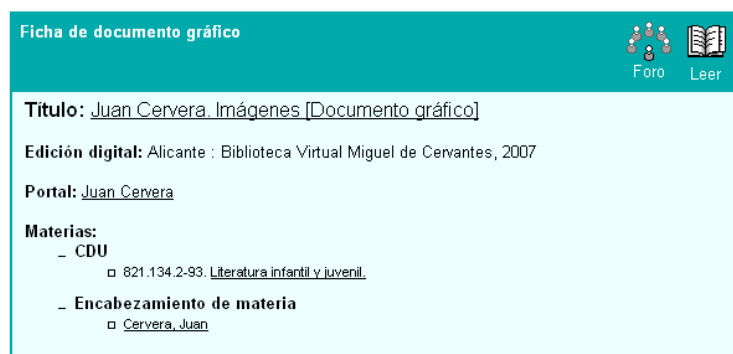 Ficha de documento gráfico
Foro
Leer
Título: Juan Cervera. Imágenes [Documento gráfico]
Edición digital: Alicante : Biblioteca Virtual Miguel de Cervantes, 2007
Portal: Juan Cervera
Materias:
– CDU
821.134.2-93. Literatura infantil y juvenil.
– Encabezamiento de materia
Cervera, Juan